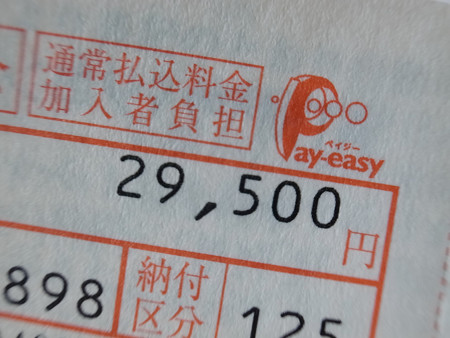 通常払込料金
加入者負担
ペイジー
Pay-easy
29,500
円
898
納付
区分
125